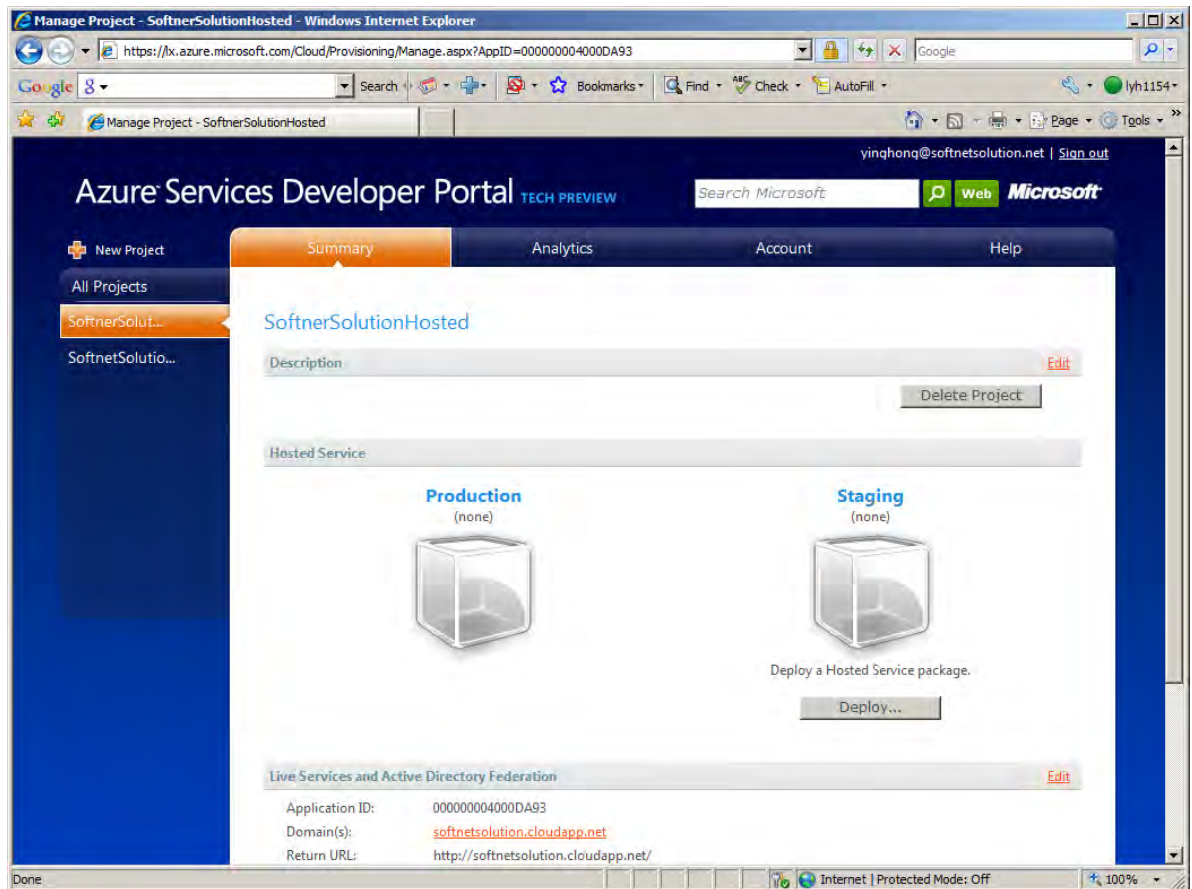 Manage Project - SoftnerSolutionHosted - Windows Internet Explorer
https://lx.azure.microsoft.com/Cloud/Provisioning/Manage.aspx?AppID=000000004000DA93
Google
Google Search Bookmarks Find Check AutoFill lyh1154
Manage Project - SoftnerSolutionHosted Page Tools
yinghong@softnetsolution.net | Sign out
Azure Services Developer Portal TECH PREVIEW Search Microsoft Web Microsoft
New Project Summary Analytics Account Help
All Projects
SoftnerSolut...
SoftnetSolutio...
SoftnerSolutionHosted
Description Edit
Delete Project
Hosted Service
Production Staging
(none) (none)
Deploy a Hosted Service package.
Deploy...
Live Services and Active Directory Federation Edit
Application ID: 000000004000DA93
Domain(s): softnetsolution.cloudapp.net
Return URL: http://softnetsolution.cloudapp.net/
Done Internet | Protected Mode: Off 100%